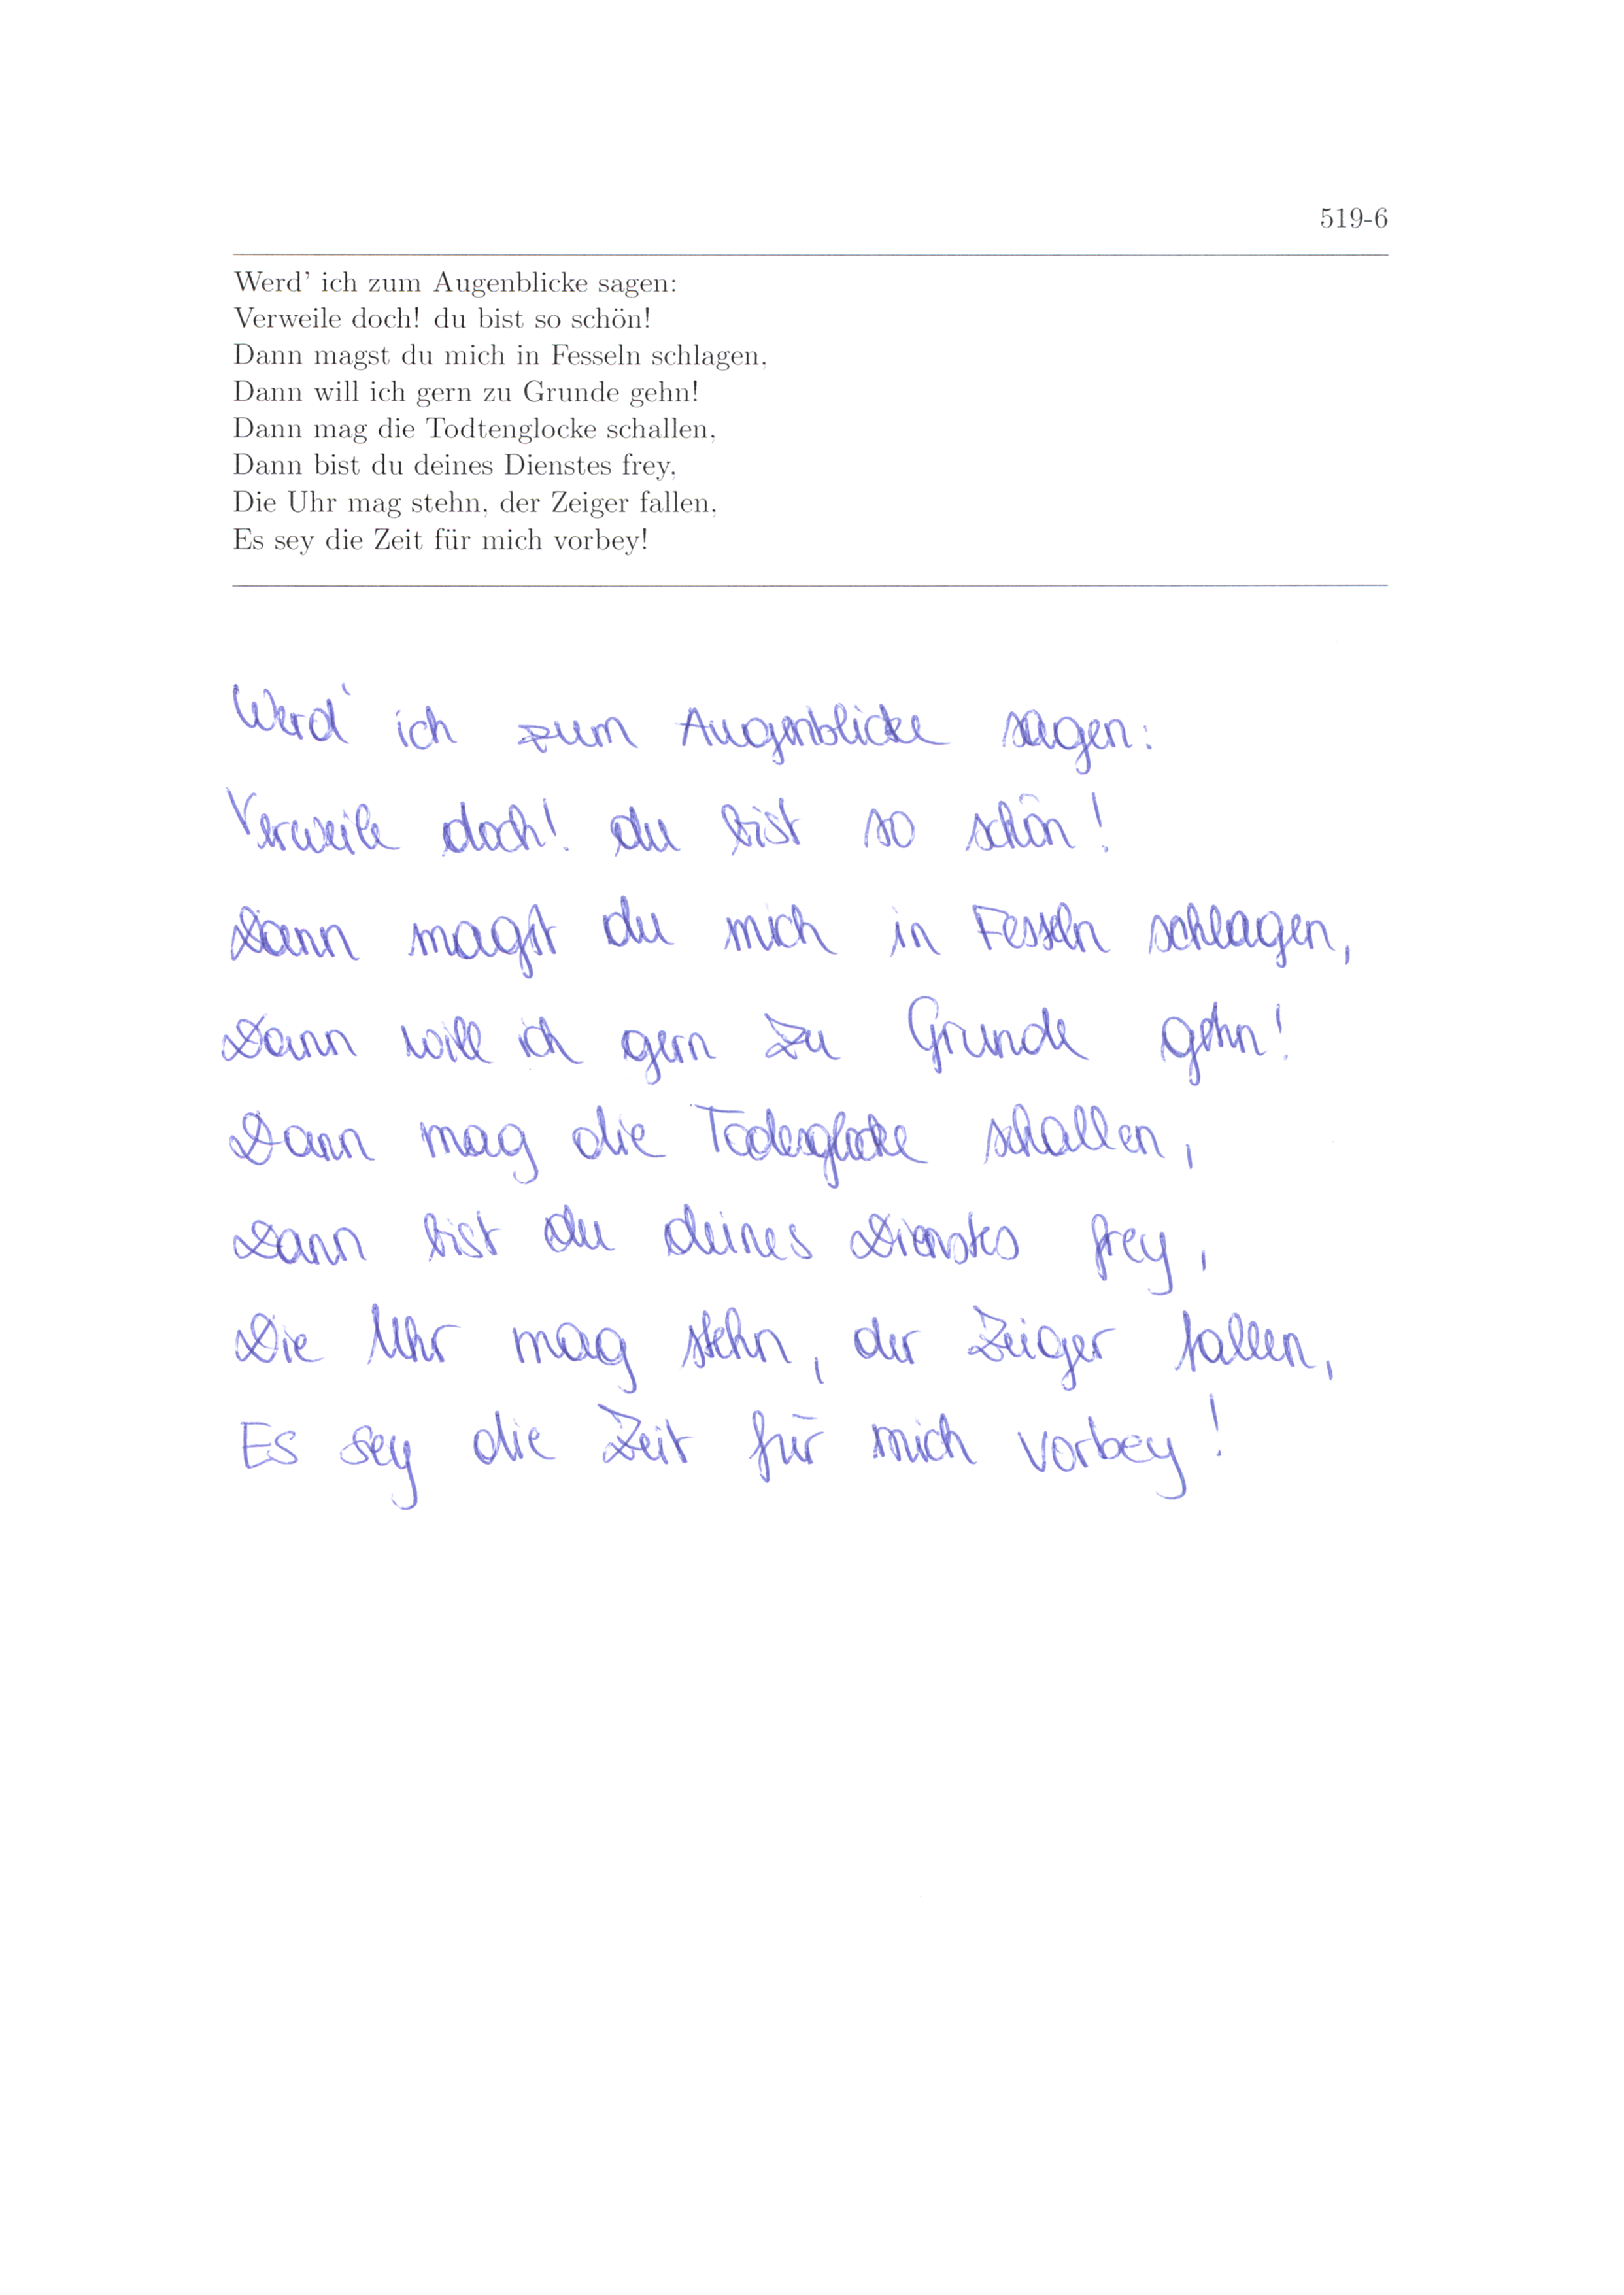 519-6
Werd' ich zum Augenblicke sagen:
Verweile doch! du bist so schön!
Dann magst du mich in Fesseln schlagen,
Dann will ich gern zu Grunde gehn!
Dann mag die Todtenglocke schallen,
Dann bist du deines Dienstes frey,
Die Uhr mag stehn, der Zeiger fallen,
Es sey die Zeit für mich vorbey!
Werd' ich zum Augenblicke sagen:
Verweile doch! du bist so schön!
Dann magst du mich in Fesseln schlagen,
Dann will ich gern zu Grunde gehn!
Dann mag die Todesglocke schallen,
Dann bist du deines Dienstes frey,
Die Uhr mag stehn, der Zeiger fallen,
Es sey die Zeit für mich vorbey!